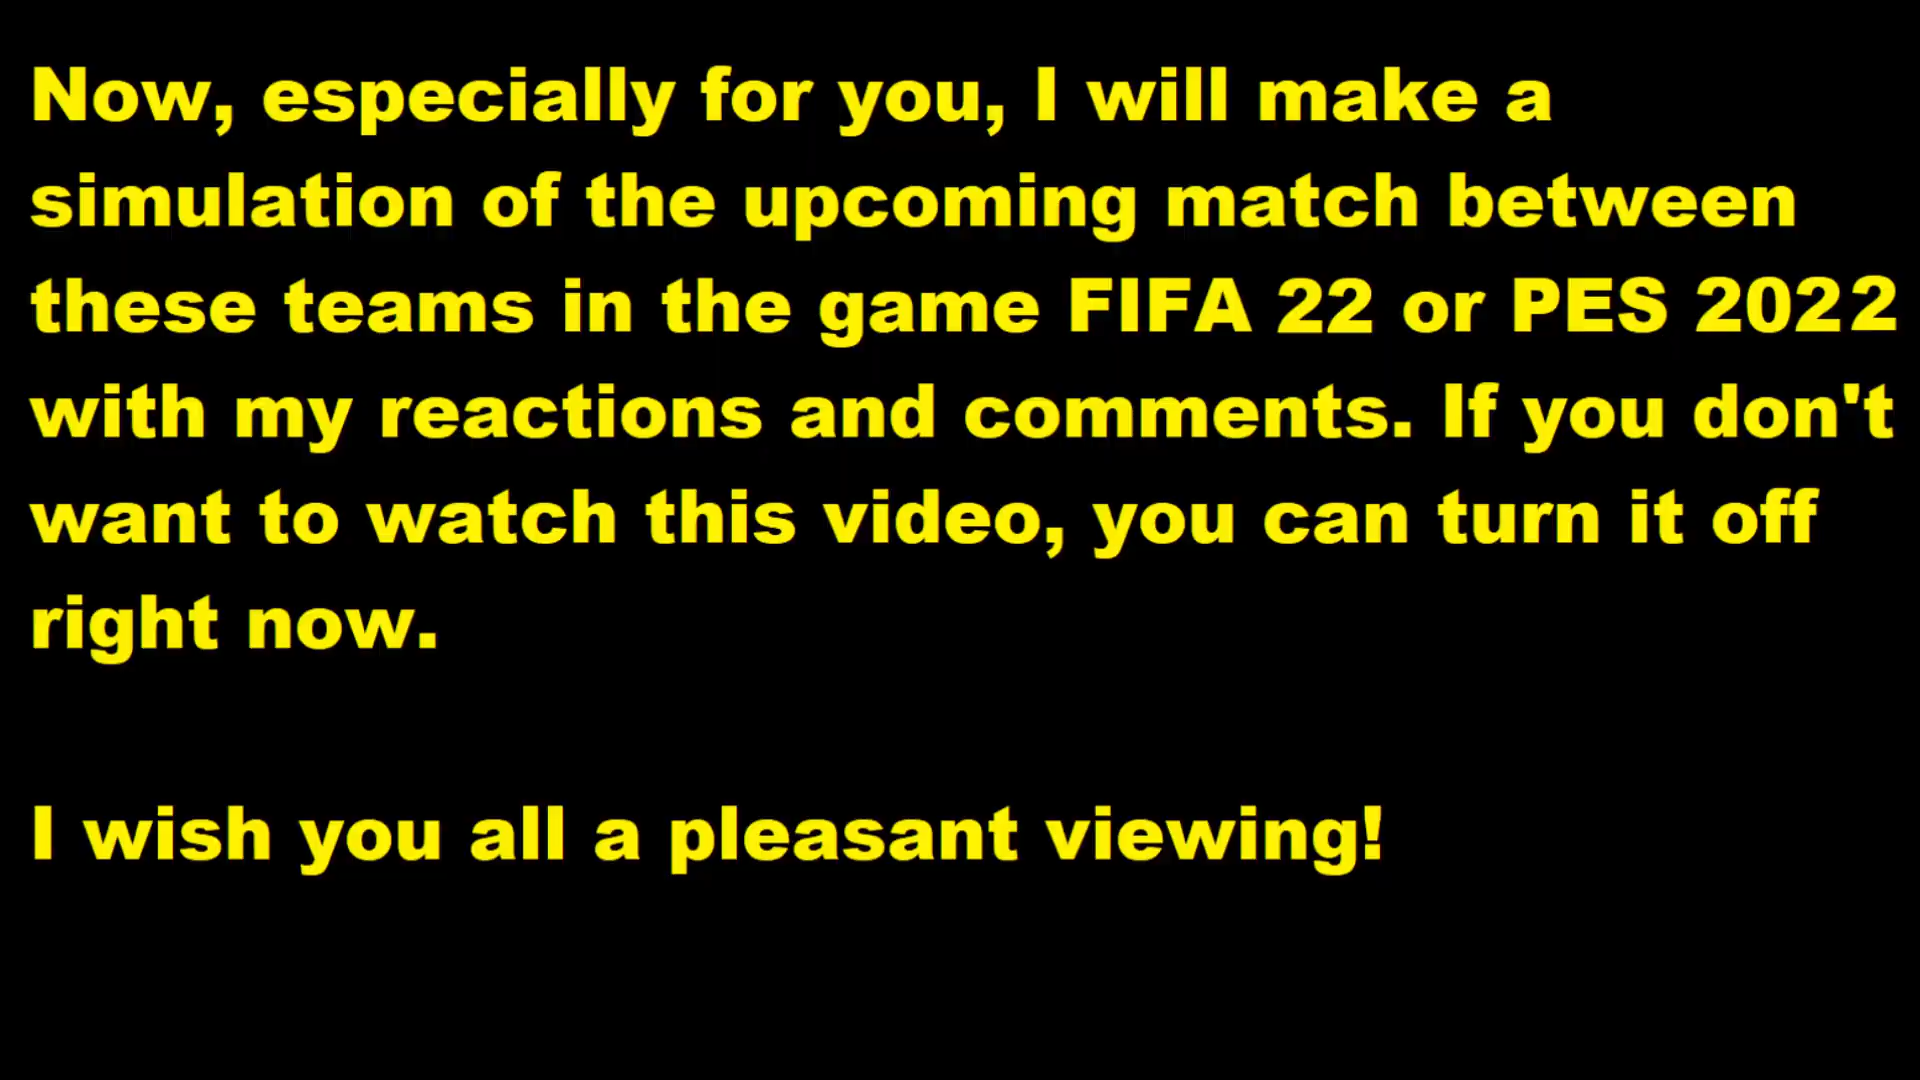 Now, especially for you, I will make a
simulation of the upcoming match between
these teams in the game FIFA 22 or PES 2022
with my reactions and comments. If you don't
want to watch this video, you can turn it off
right now.
I wish you all a pleasant viewing!